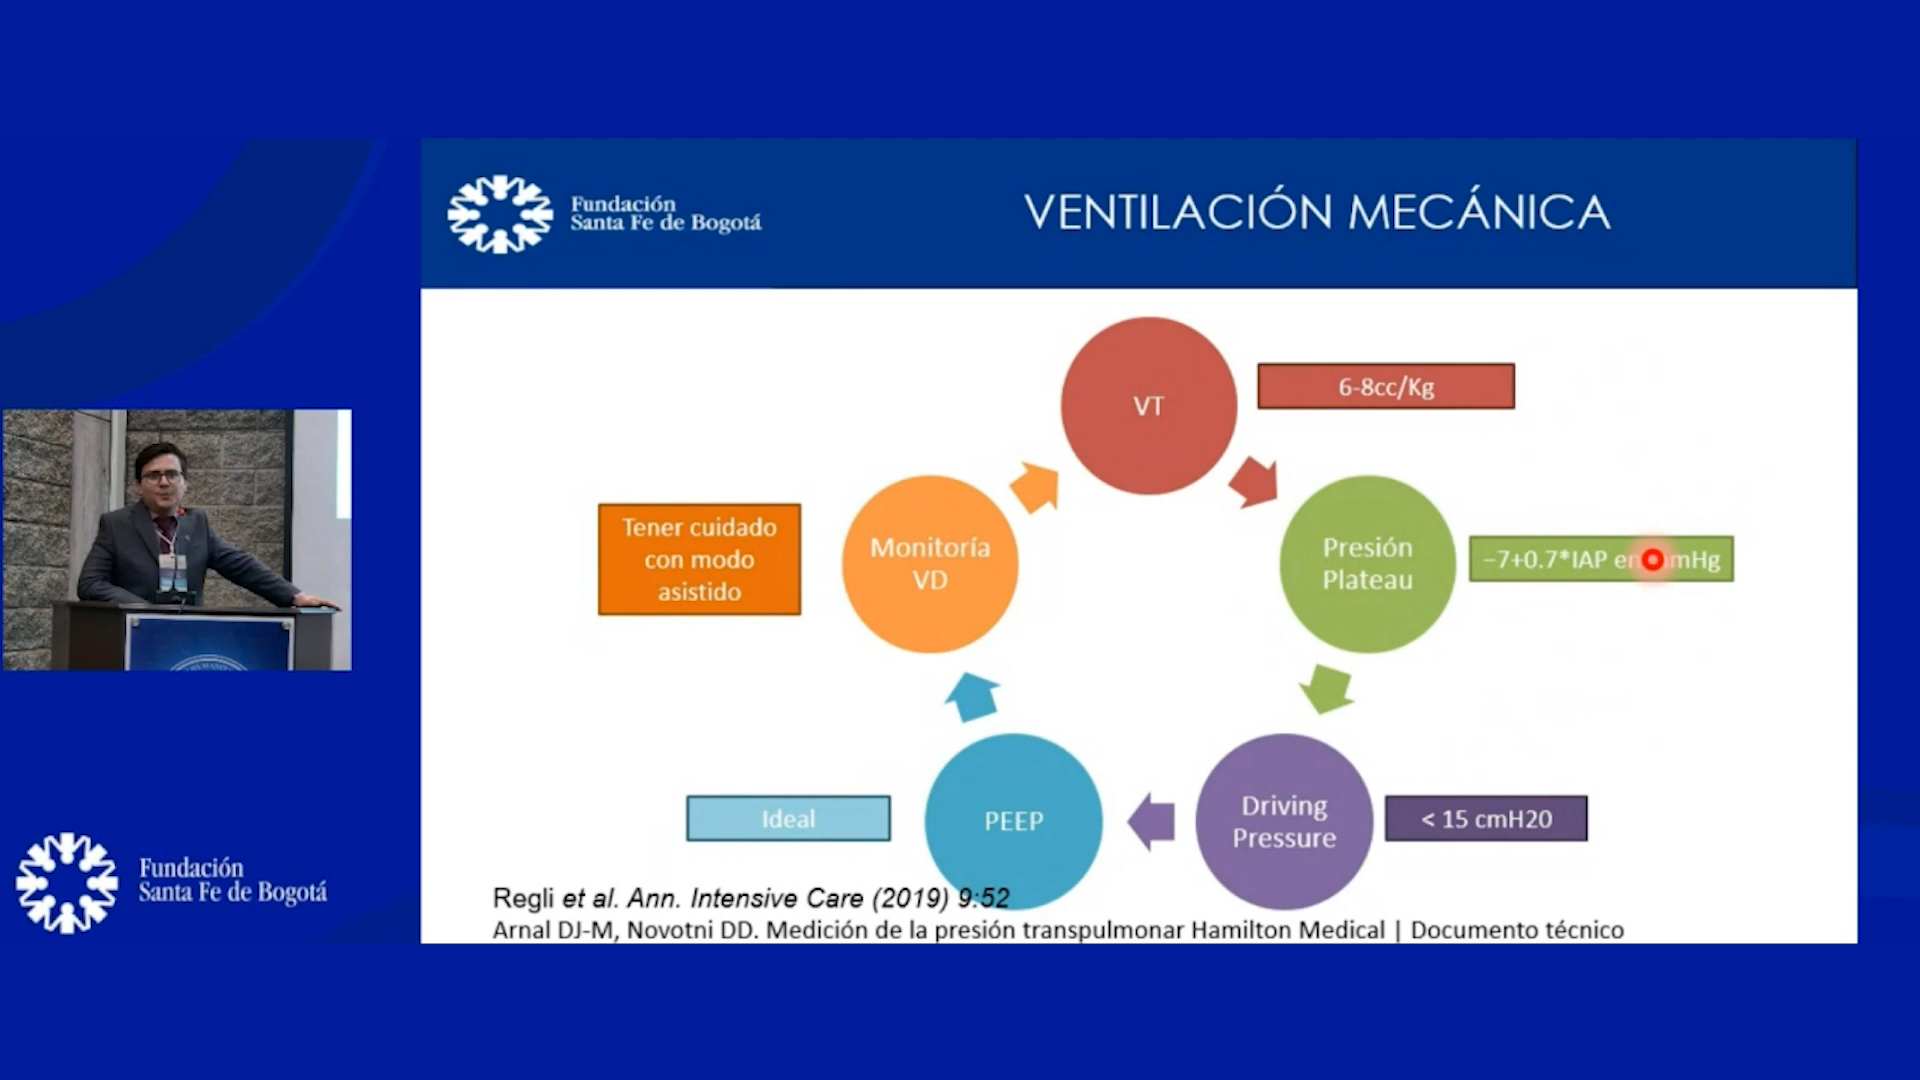 Fundación
Santa Fe de Bogotá
VENTILACIÓN MECÁNICA
VT
6-8cc/Kg
Presión
Plateau
−7+0.7*IAP en mHg
Driving
Pressure
< 15 cmH20
PEEP
Ideal
Monitoría
VD
Tener cuidado
con modo
asistido
Regli et al. Ann. Intensive Care (2019) 9:52
Arnal DJ-M, Novotni DD. Medición de la presión transpulmonar Hamilton Medical | Documento técnico
Fundación
Santa Fe de Bogotá